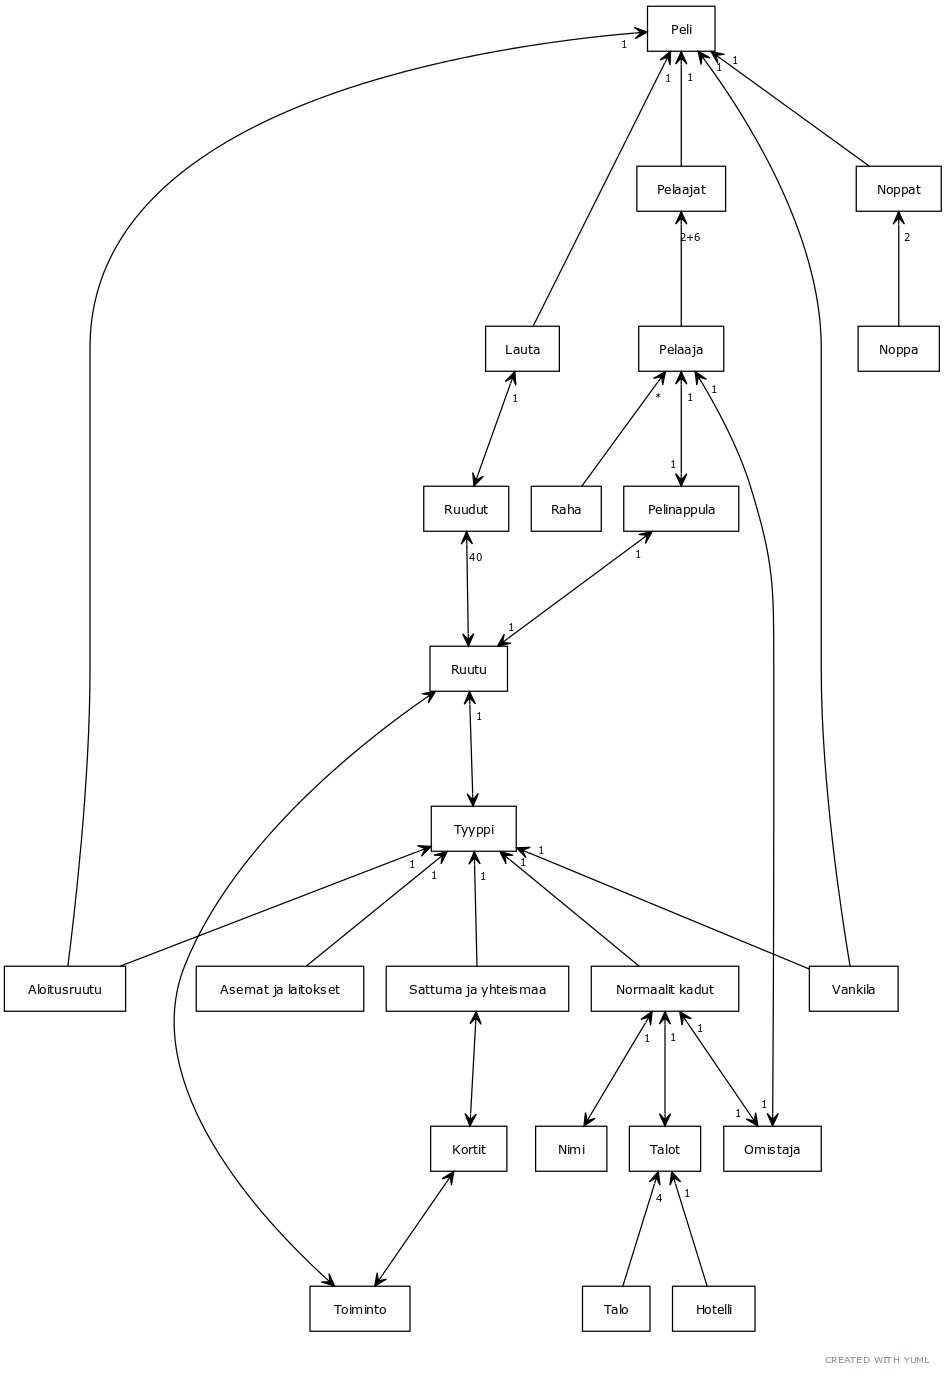 Peli
1
1
1
1
1
Pelaajat
Noppat
2+6
2
Lauta
Pelaaja
Noppa
1
*
1
1
1
Ruudut
Raha
Pelinappula
40
1
1
Ruutu
1
Tyyppi
1
1
1
1
1
Aloitusruutu
Asemat ja laitokset
Sattuma ja yhteismaa
Normaalit kadut
Vankila
1
1
1
1
1
Kortit
Nimi
Talot
Omistaja
4
1
Toiminto
Talo
Hotelli
CREATED WITH YUML